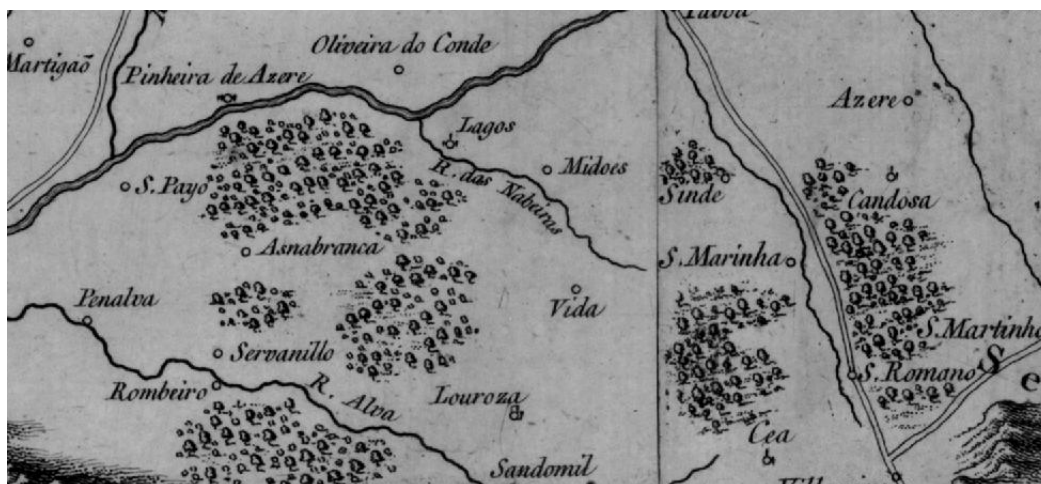 Oliveira do Conde
Martigaõ
Pinheira de Azere
Azere
Lagos
R. das Nabeiras
Midoes
S. Payo
Sinde
Candosa
Asnabranca
S. Marinha
Penalva
Vida
S. Martinho
Servanillo
S. Romano
Rombeiro
R. Alva
Louroza
S
e
Cea
Sandomil